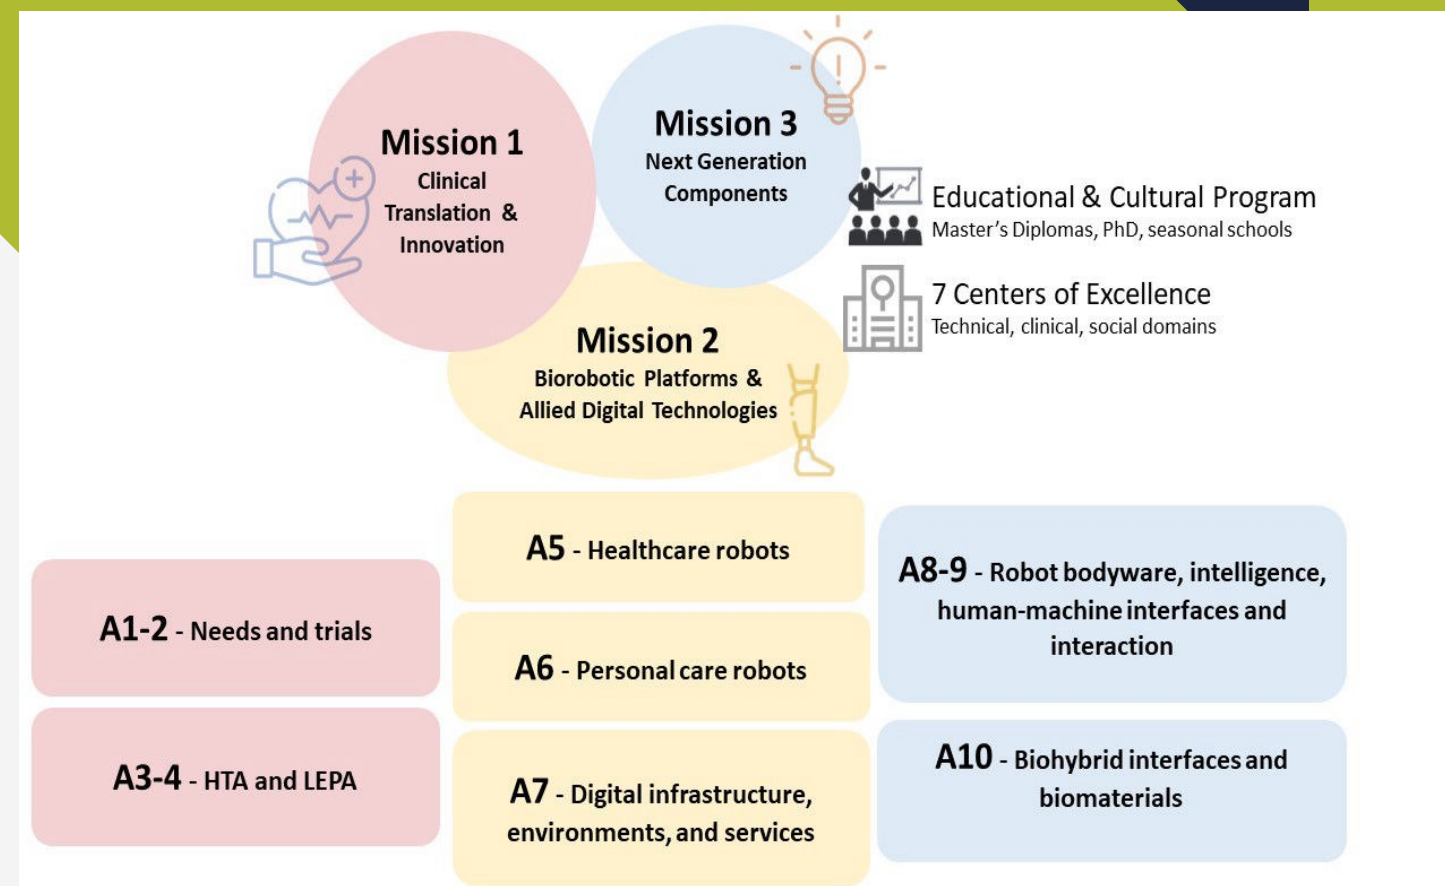 Mission 1
Clinical
Translation &
Innovation
Mission 3
Next Generation
Components
Educational & Cultural Program
Master's Diplomas, PhD, seasonal schools
7 Centers of Excellence
Technical, clinical, social domains
Mission 2
Biorobotic Platforms &
Allied Digital Technologies
A1-2 - Needs and trials
A3-4 - HTA and LEPA
A5 - Healthcare robots
A6 - Personal care robots
A7 - Digital infrastructure,
environments, and services
A8-9 - Robot bodyware, intelligence,
human-machine interfaces and
interaction
A10 - Biohybrid interfaces and
biomaterials